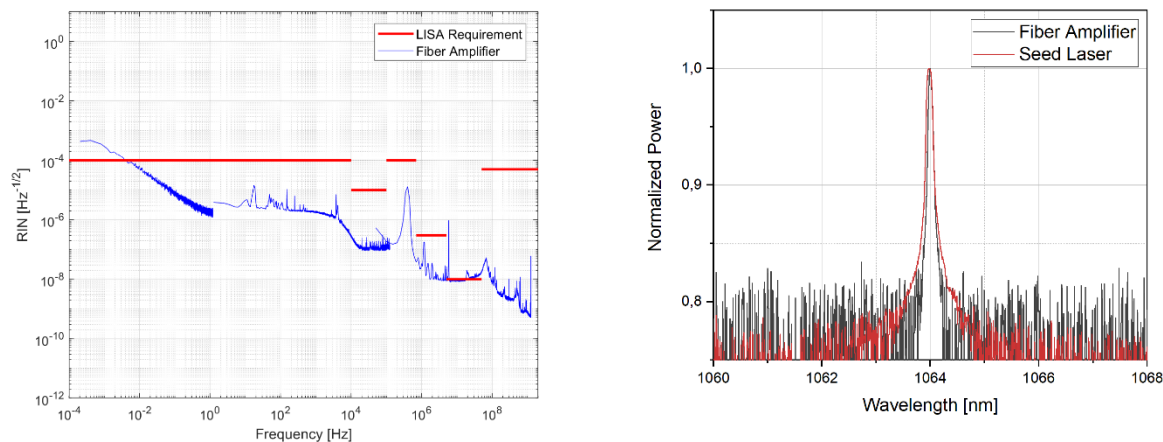 LISA Requirement
Fiber Amplifier
10^0
10^-2
10^-4
10^-6
10^-8
10^-10
10^-12
RIN [Hz^-1/2]
10^-4
10^-2
10^0
10^2
10^4
10^6
10^8
Frequency [Hz]
Fiber Amplifier
Seed Laser
1,0
0,9
0,8
Normalized Power
1060
1062
1064
1066
1068
Wavelength [nm]